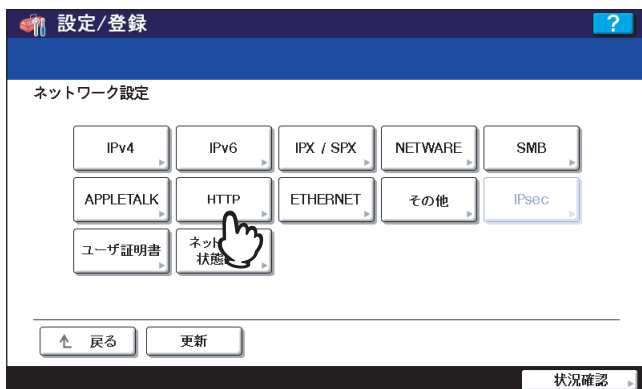 設定/登録
?
ネットワーク設定
IPv4 IPv6 IPX / SPX NETWARE SMB
APPLETALK HTTP ETHERNET その他 IPsec
ユーザ証明書 ネット
状態
戻る 更新
状況確認